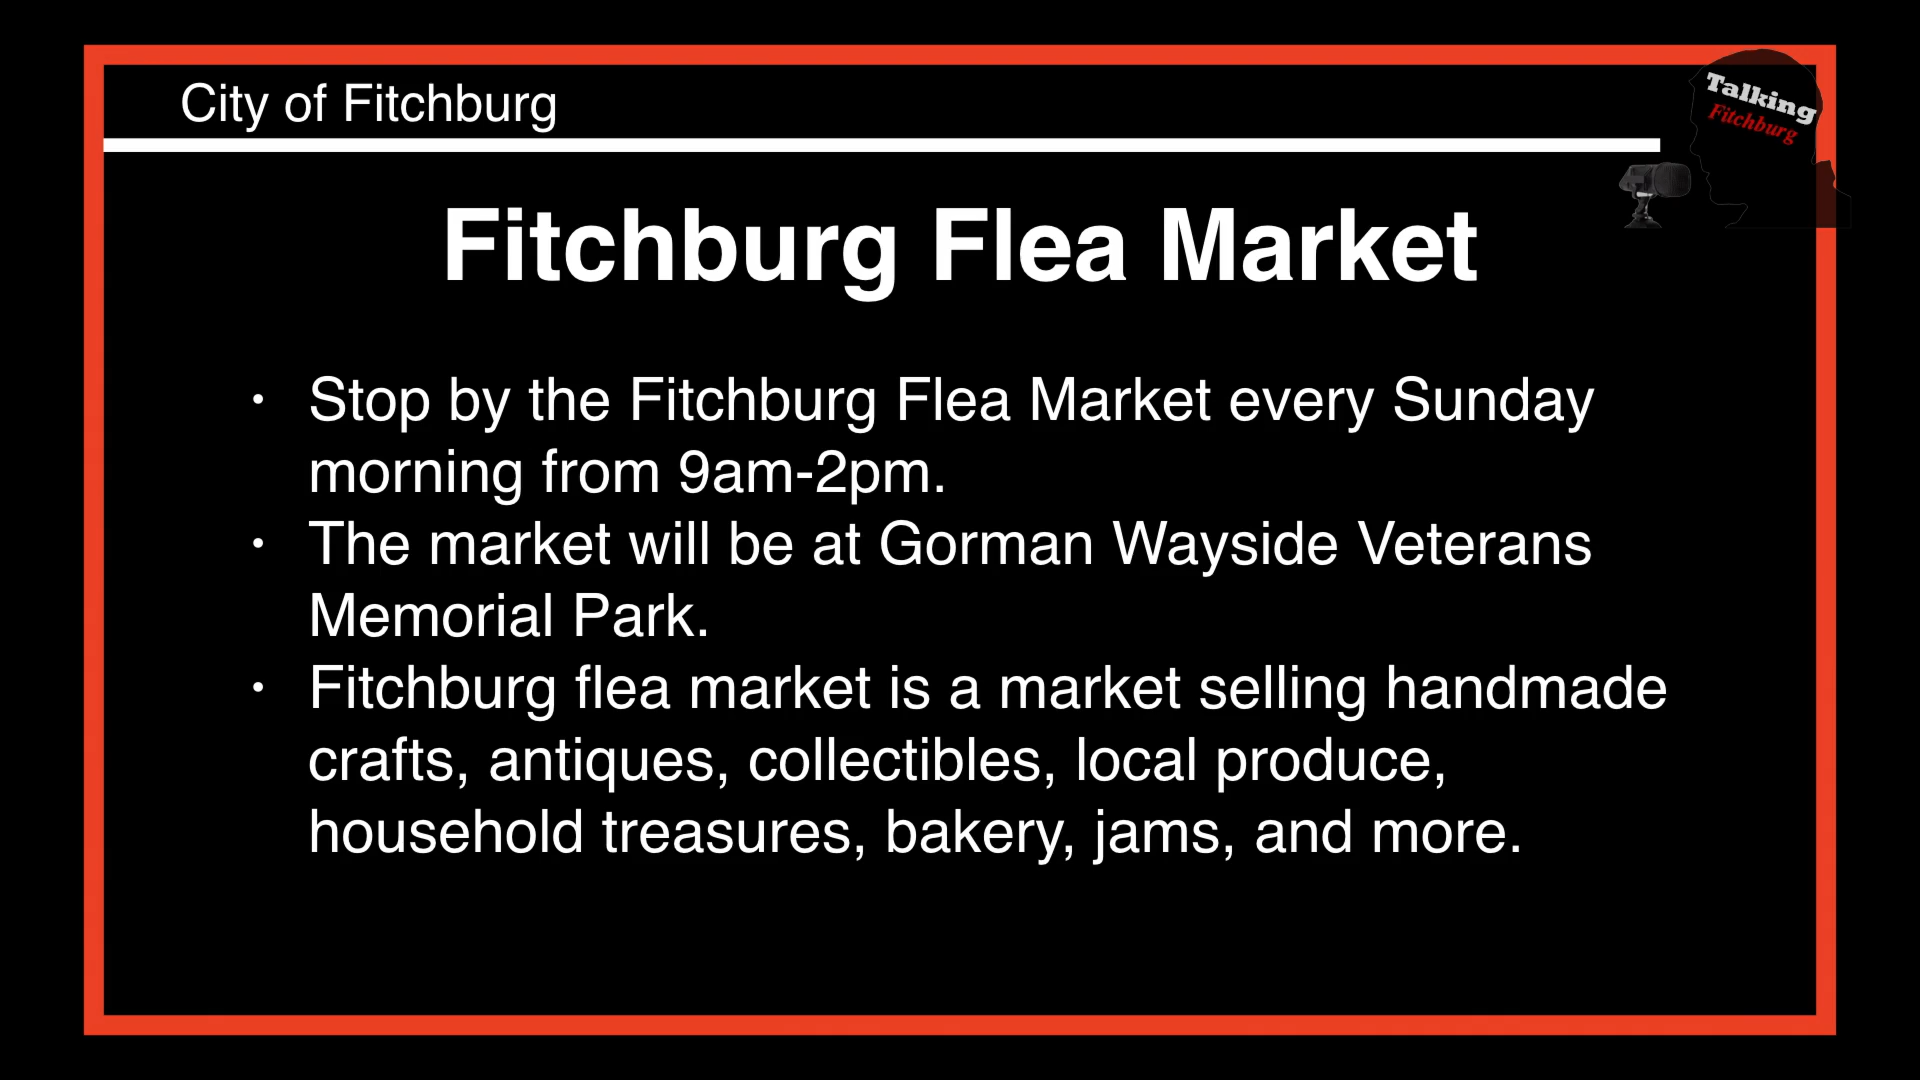 City of Fitchburg
Talking
Fitchburg
Fitchburg Flea Market
• Stop by the Fitchburg Flea Market every Sunday
morning from 9am-2pm.
• The market will be at Gorman Wayside Veterans
Memorial Park.
• Fitchburg flea market is a market selling handmade
crafts, antiques, collectibles, local produce,
household treasures, bakery, jams, and more.